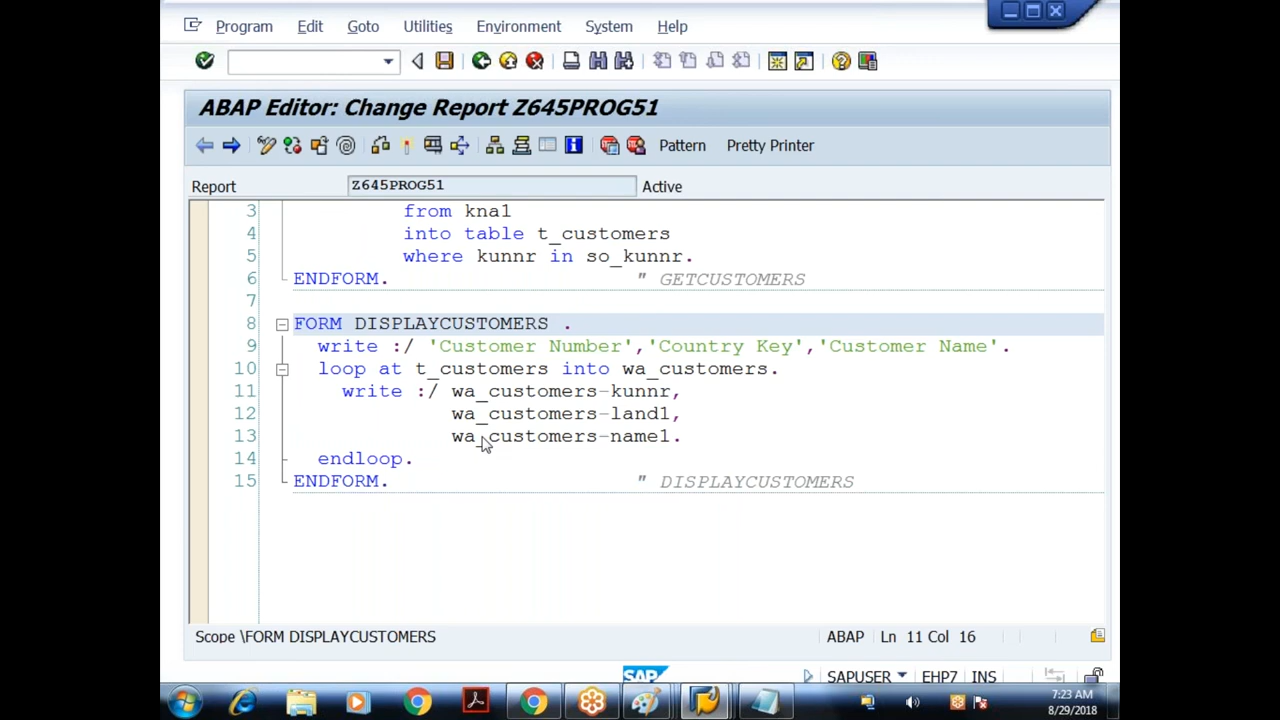 Program Edit Goto Utilities Environment System Help
ABAP Editor: Change Report Z645PROG51
Pattern Pretty Printer
Report Z645PROG51 Active
3 from kna1
4 into table t_customers
5 where kunnr in so_kunnr.
6 ENDFORM. " GETCUSTOMERS
7
8 FORM DISPLAYCUSTOMERS .
9 write :/ 'Customer Number','Country Key','Customer Name'.
10 loop at t_customers into wa_customers.
11 write :/ wa_customers-kunnr,
12 wa_customers-land1,
13 wa_customers-name1.
14 endloop.
15 ENDFORM. " DISPLAYCUSTOMERS
Scope \FORM DISPLAYCUSTOMERS ABAP Ln 11 Col 16
SAP SAPUSER EHP7 INS
7:23 AM
8/29/2018